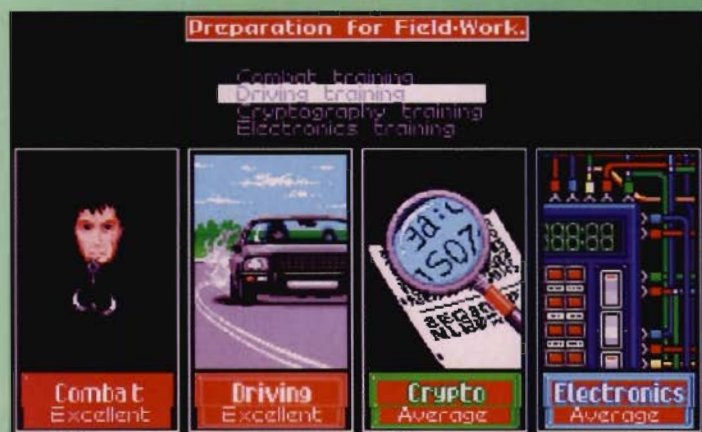 Preparation for Field-Work.
Combat training
Driving training
Cryptography training
Electronics training
Combat
Excellent
Driving
Excellent
Crypto
Average
Electronics
Average